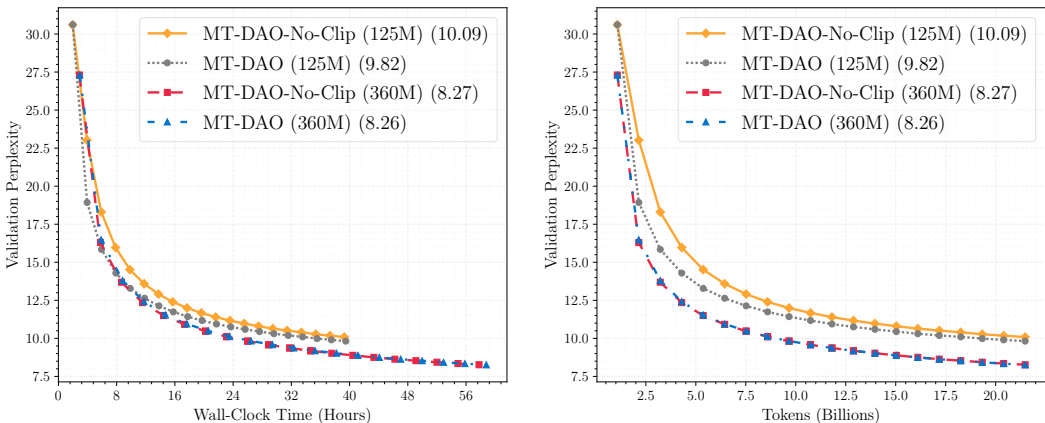 MT-DAO-No-Clip (125M) (10.09)
MT-DAO (125M) (9.82)
MT-DAO-No-Clip (360M) (8.27)
MT-DAO (360M) (8.26)
Validation Perplexity
30.0
27.5
25.0
22.5
20.0
17.5
15.0
12.5
10.0
7.5
0 8 16 24 32 40 48 56
Wall-Clock Time (Hours)
MT-DAO-No-Clip (125M) (10.09)
MT-DAO (125M) (9.82)
MT-DAO-No-Clip (360M) (8.27)
MT-DAO (360M) (8.26)
Validation Perplexity
30.0
27.5
25.0
22.5
20.0
17.5
15.0
12.5
10.0
7.5
2.5 5.0 7.5 10.0 12.5 15.0 17.5 20.0
Tokens (Billions)